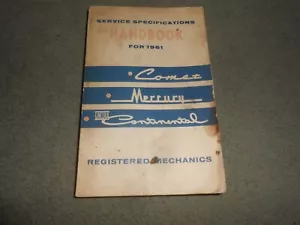 SERVICE SPECIFICATIONS
HANDBOOK
FOR 1961
Comet
Mercury
Continental
REGISTERED MECHANICS